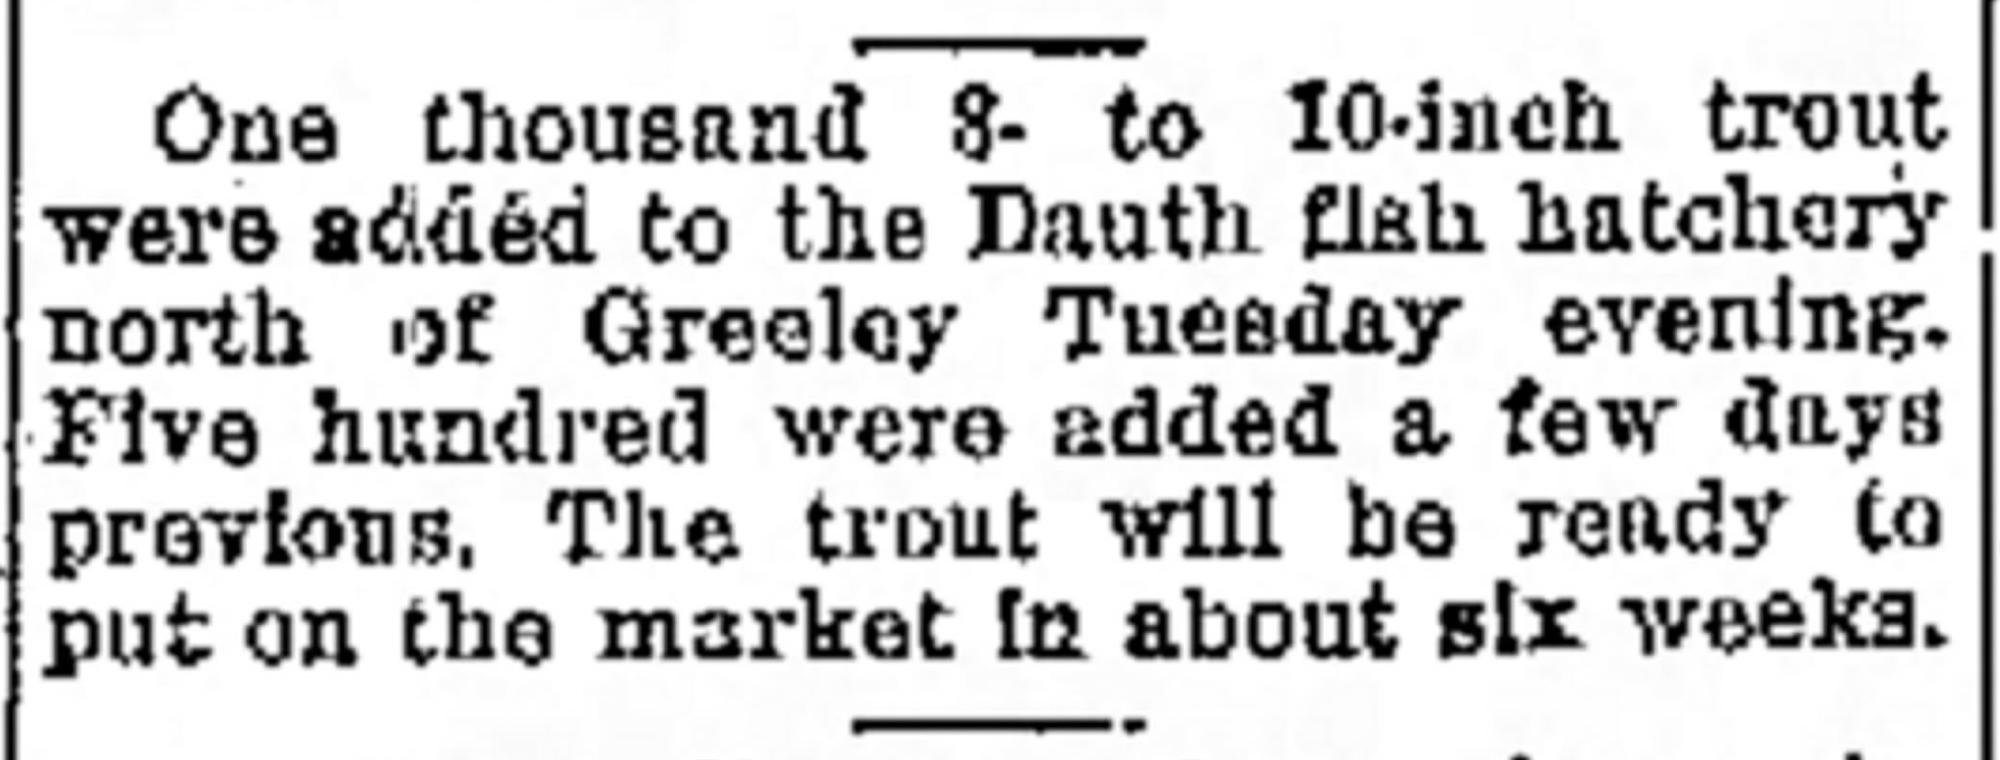 One thousand 8- to 10-inch trout
were added to the Dauth fish hatchery
north of Greeley Tuesday evening.
Five hundred were added a few days
previous. The trout will be ready to
put on the market in about six weeks.